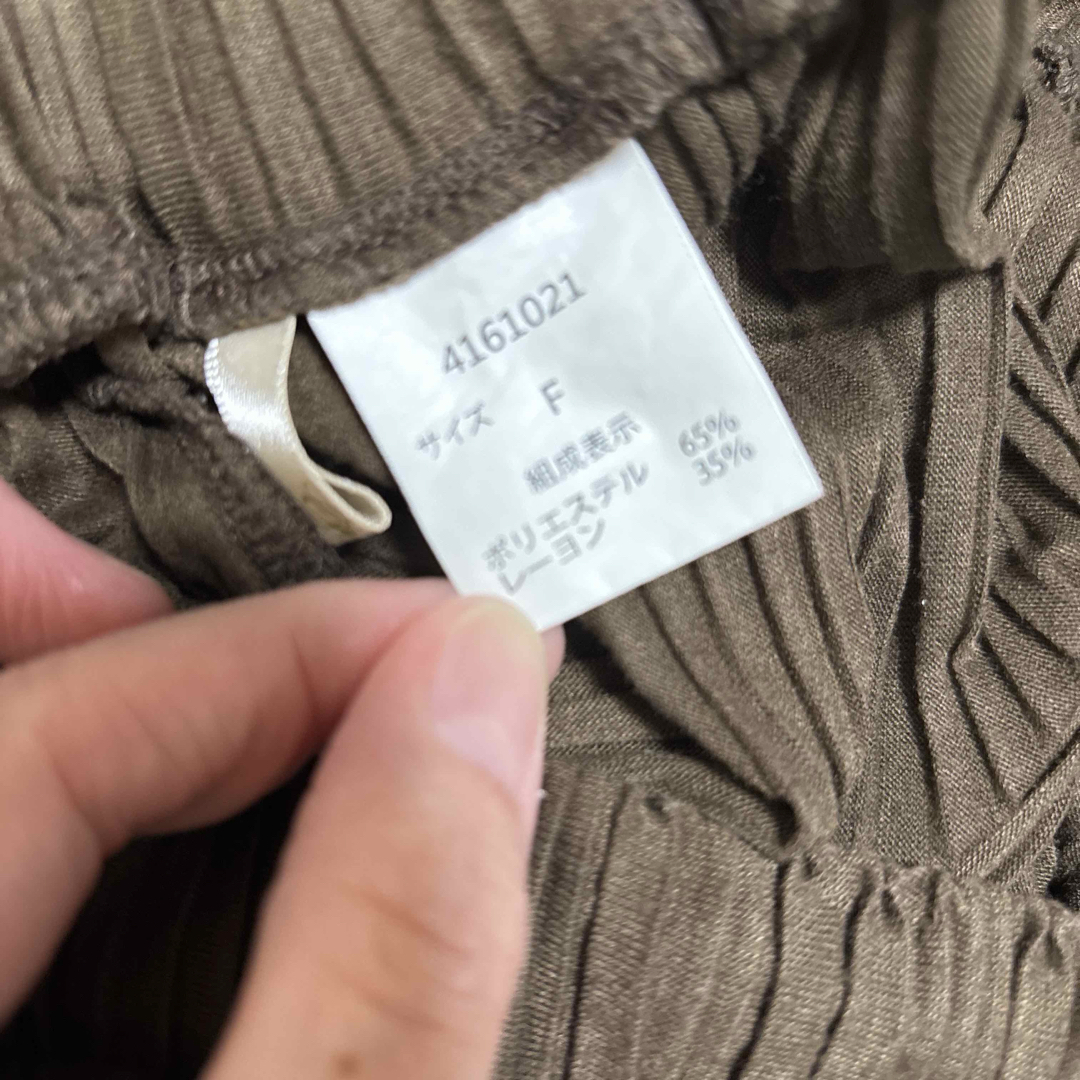 4161021
サイズ F
組成表示
ポリエステル 65%
レーヨン 35%